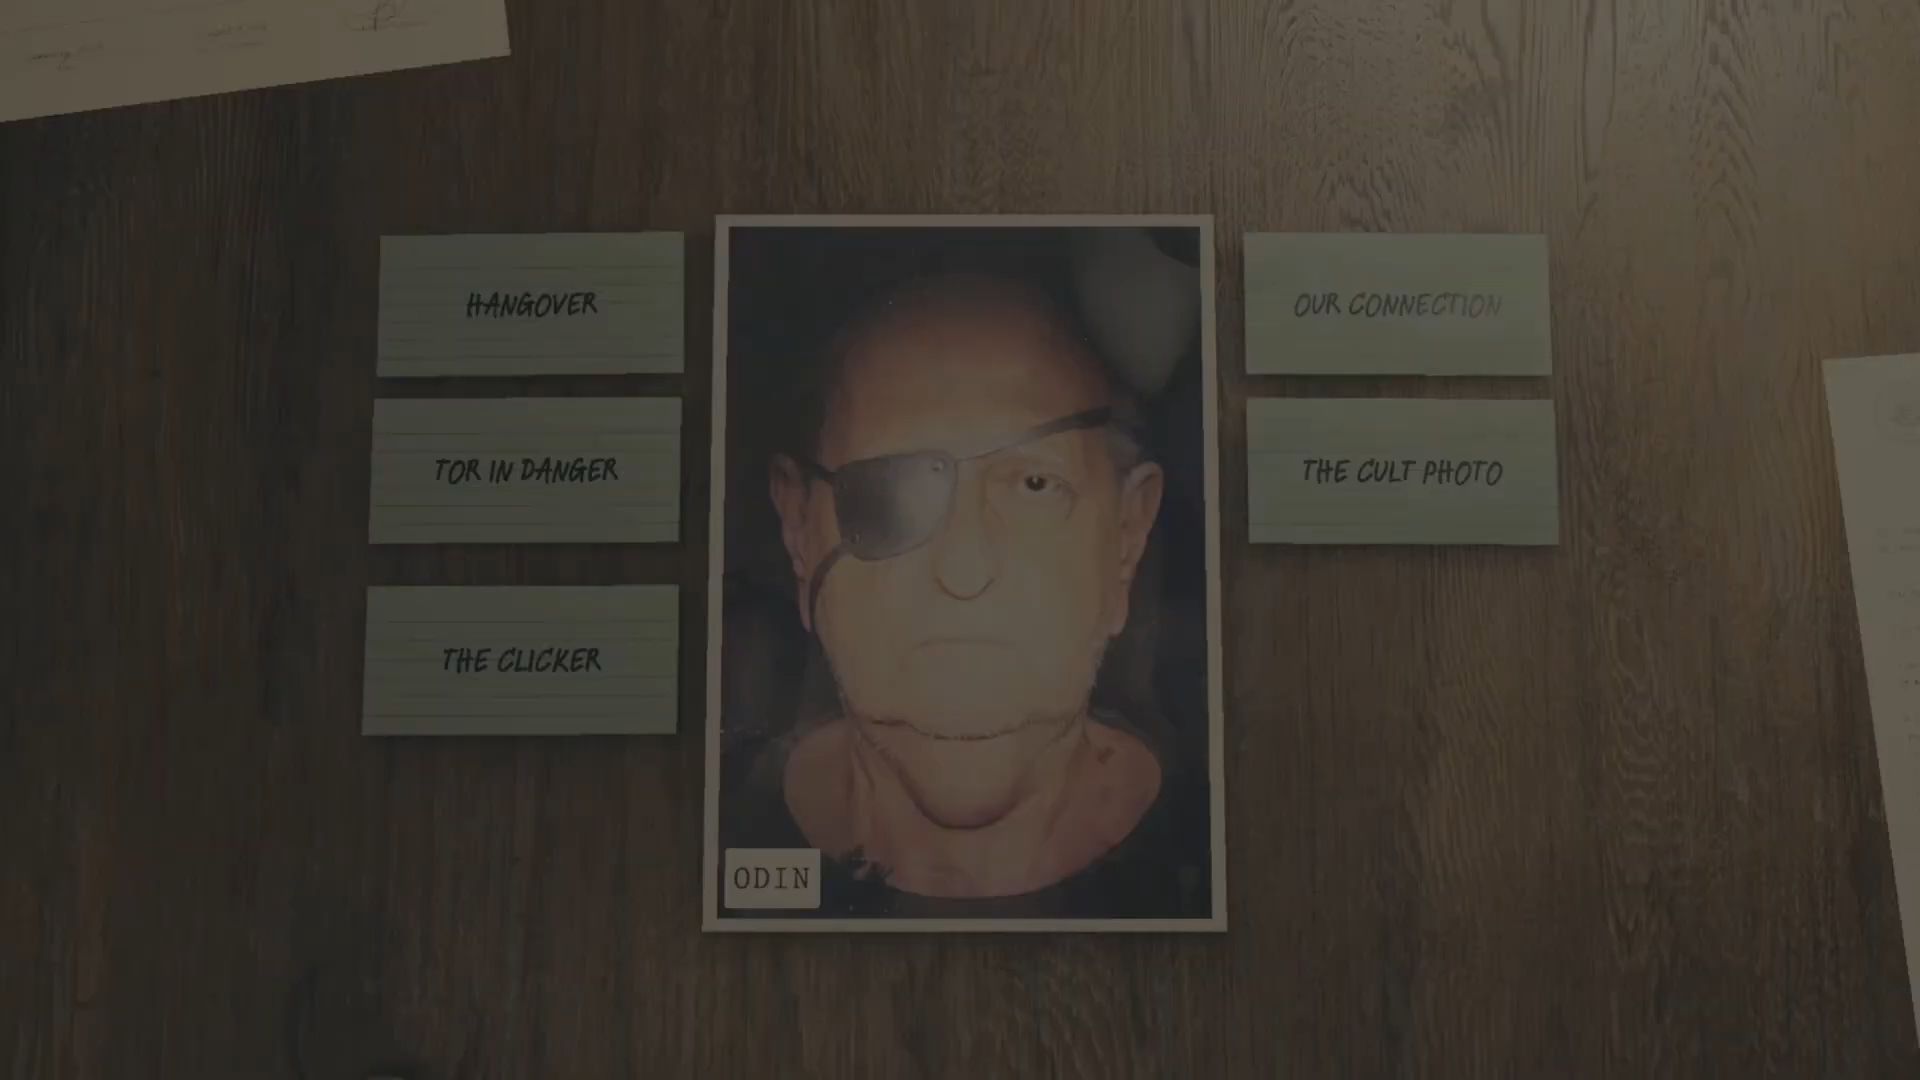 HANGOVER
TOR IN DANGER
THE CLICKER
ODIN
OUR CONNECTION
THE CULT PHOTO